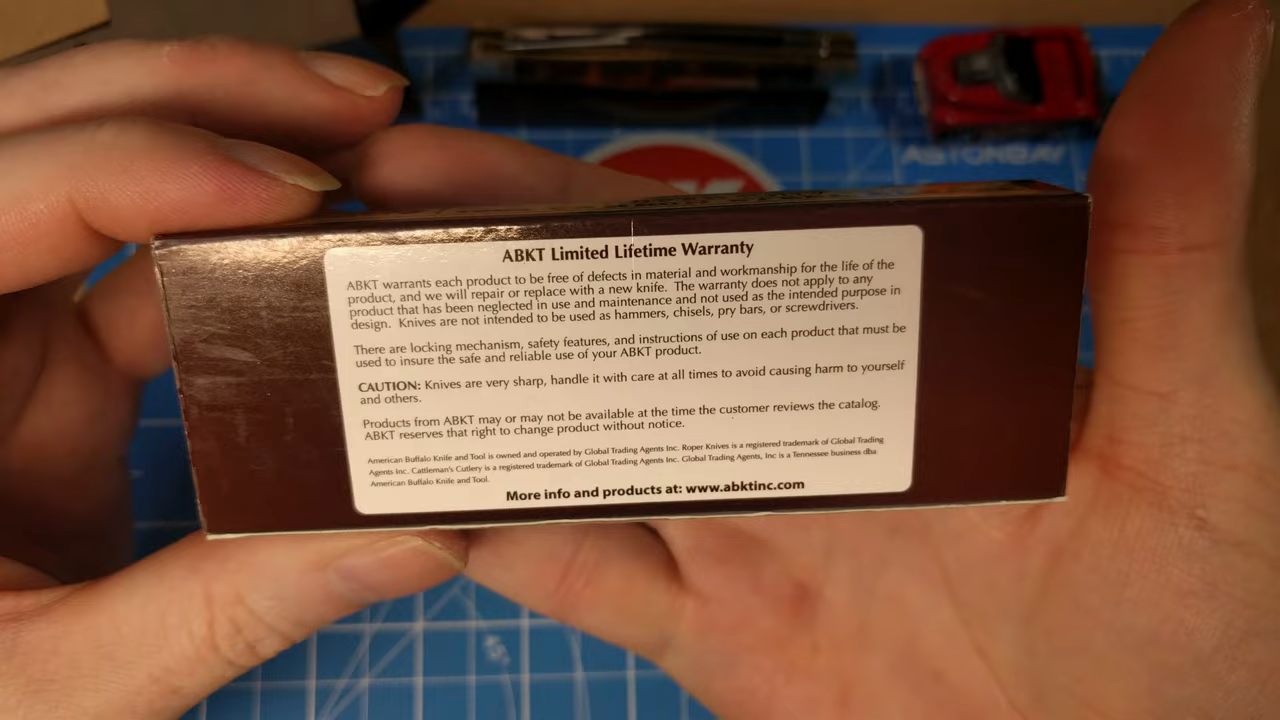 ABKT Limited Lifetime Warranty
ABKT warrants each product to be free of defects in material and workmanship for the life of the
product, and we will repair or replace with a new knife. The warranty does not apply to any
product that has been neglected in use and maintenance and not used as the intended purpose in
design. Knives are not intended to be used as hammers, chisels, pry bars, or screwdrivers.
There are locking mechanism, safety features, and instructions of use on each product that must be
used to insure the safe and reliable use of your ABKT product.
CAUTION: Knives are very sharp, handle it with care at all times to avoid causing harm to yourself
and others.
Products from ABKT may or may not be available at the time the customer reviews the catalog.
ABKT reserves that right to change product without notice.
American Buffalo Knife and Tool is owned and operated by Global Trading Agents Inc. Roper Knives is a registered trademark of Global Trading
Agents Inc. Cattleman's Cutlery is a registered trademark of Global Trading Agents Inc. Global Trading Agents, Inc is a Tennessee business dba
American Buffalo Knife and Tool.
More info and products at: www.abktinc.com